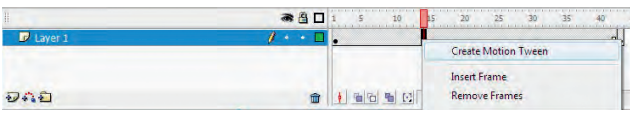 1 5 10 15 20 25 30 35 40
Layer 1
Create Motion Tween
Insert Frame
Remove Frames